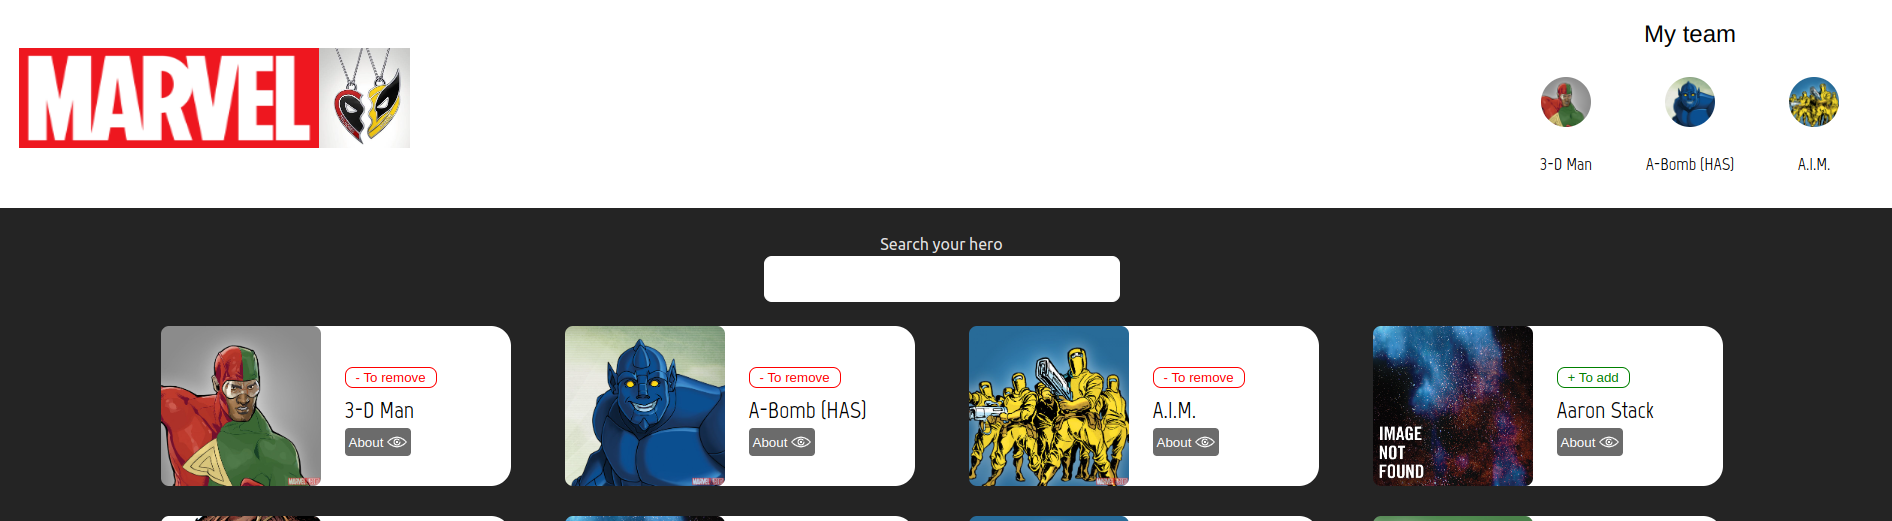 MARVEL
My team
3-D Man
A-Bomb (HAS)
A.I.M.
Search your hero
- To remove
3-D Man
About
- To remove
A-Bomb (HAS)
About
- To remove
A.I.M.
About
IMAGE
NOT
FOUND
+ To add
Aaron Stack
About